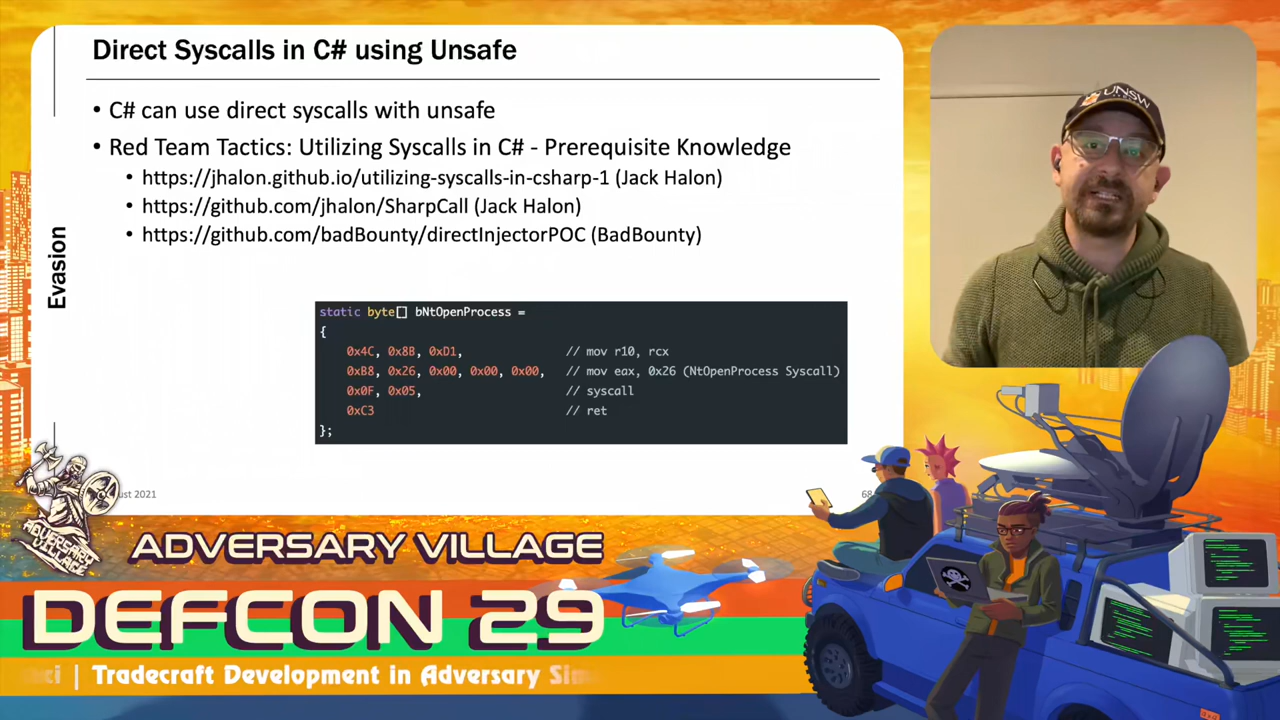 Direct Syscalls in C# using Unsafe
• C# can use direct syscalls with unsafe
• Red Team Tactics: Utilizing Syscalls in C# - Prerequisite Knowledge
• https://jhalon.github.io/utilizing-syscalls-in-csharp-1 (Jack Halon)
• https://github.com/jhalon/SharpCall (Jack Halon)
• https://github.com/badBounty/directInjectorPOC (BadBounty)
Evasion
static byte[] bNtOpenProcess =
{
0x4C, 0x8B, 0xD1, // mov r10, rcx
0xB8, 0x26, 0x00, 0x00, 0x00, // mov eax, 0x26 (NtOpenProcess Syscall)
0x0F, 0x05, // syscall
0xC3 // ret
};
2021
68
UNSW
ADVERSARY VILLAGE
ADVERSARY VILLAGE
DEFCON 29
| Tradecraft Development in Adversary